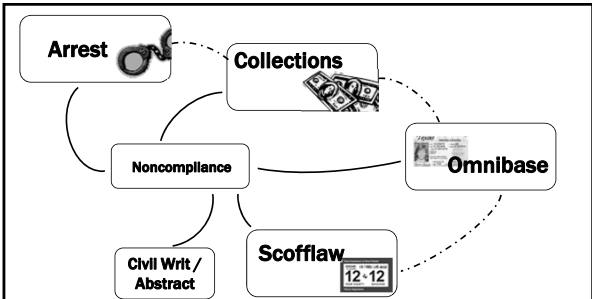 Arrest
Collections
Noncompliance
Omnibase
Civil Writ /
Abstract
Scofflaw
12 12